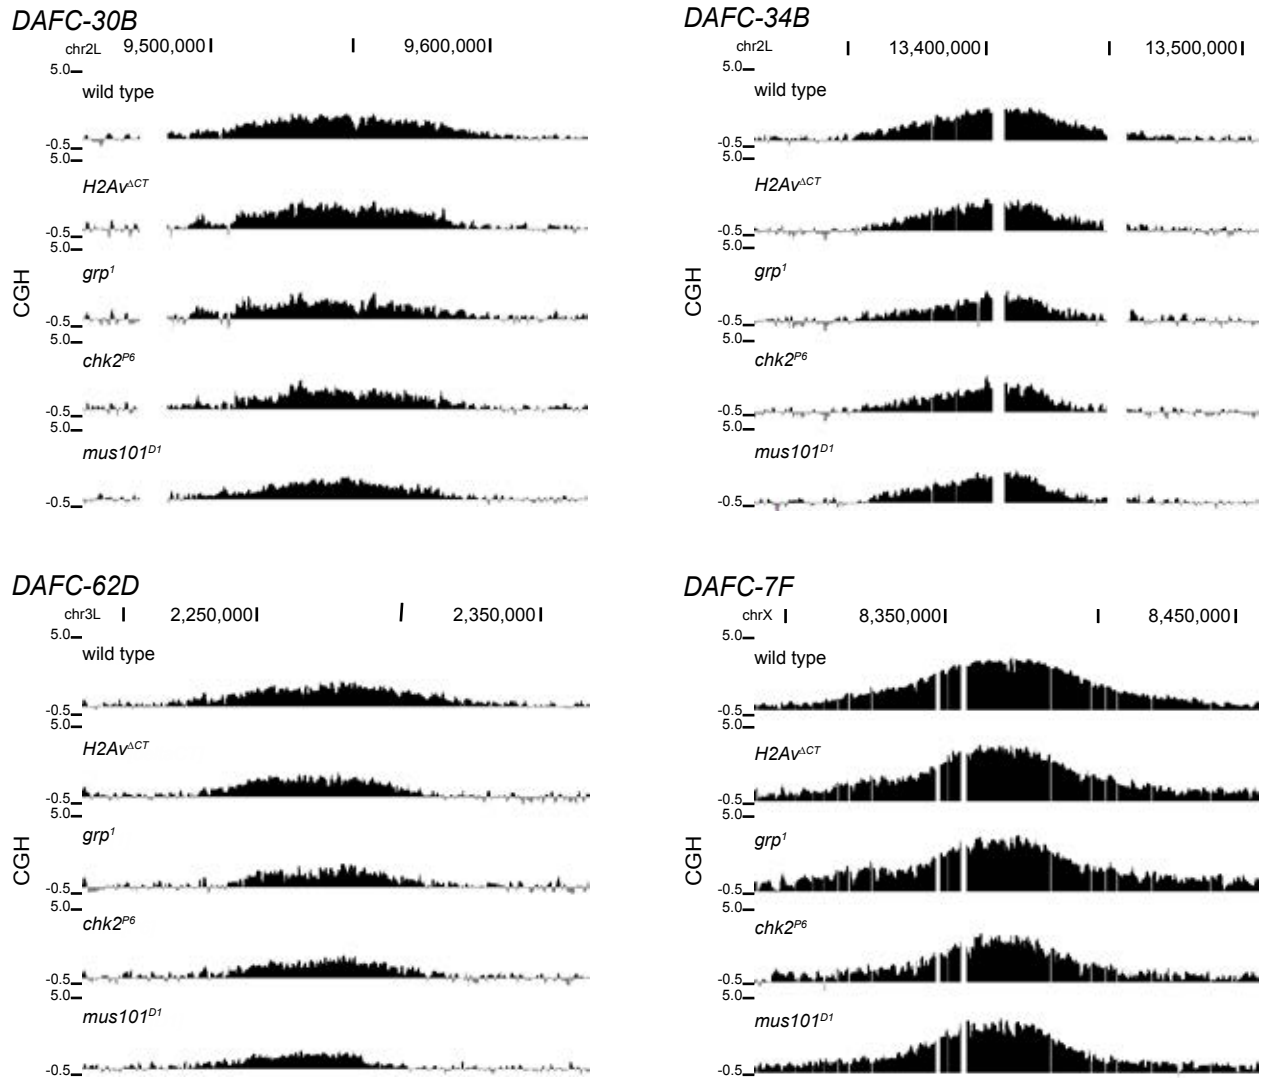 DAFC-30B
chr2L 9,500,000 9,600,000
5.0
wild type
-0.5
5.0
H2Av^ΔCT
-0.5
5.0
grp^1
-0.5
5.0
chk2^P6
-0.5
5.0
mus101^D1
-0.5
CGH
DAFC-34B
chr2L 13,400,000 13,500,000
5.0
wild type
-0.5
5.0
H2Av^ΔCT
-0.5
5.0
grp^1
-0.5
5.0
chk2^P6
-0.5
5.0
mus101^D1
-0.5
CGH
DAFC-62D
chr3L 2,250,000 2,350,000
5.0
wild type
-0.5
5.0
H2Av^ΔCT
-0.5
5.0
grp^1
-0.5
5.0
chk2^P6
-0.5
5.0
mus101^D1
-0.5
CGH
DAFC-7F
chrX 8,350,000 8,450,000
5.0
wild type
-0.5
5.0
H2Av^ΔCT
-0.5
5.0
grp^1
-0.5
5.0
chk2^P6
-0.5
5.0
mus101^D1
-0.5
CGH